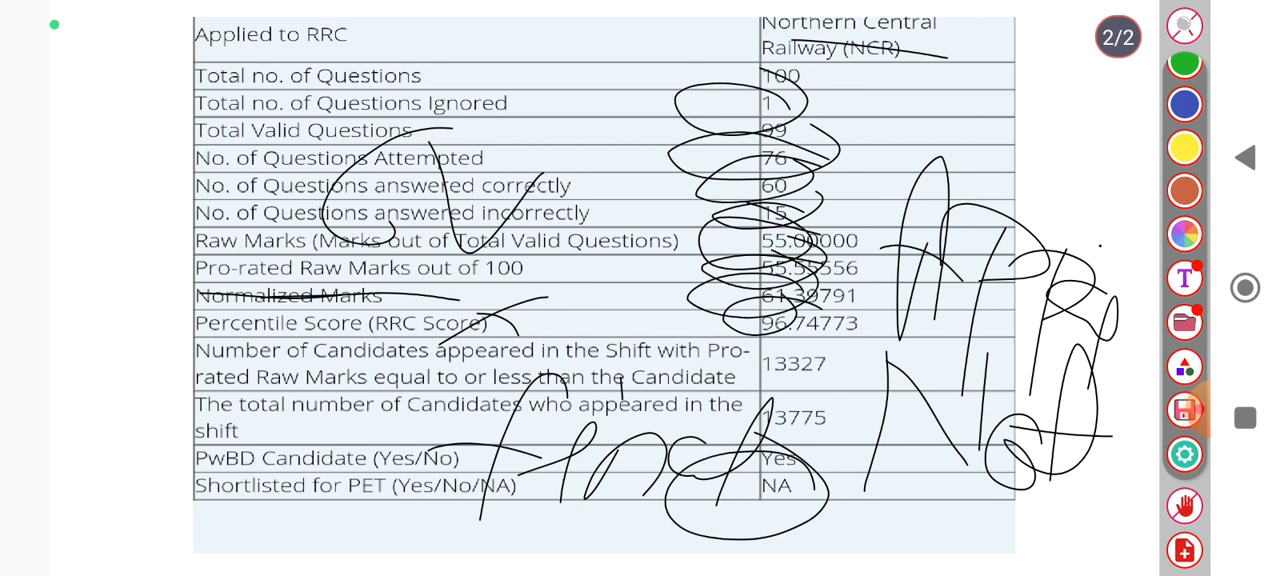 2/2
Applied to RRC Northern Central
Railway (NCR)
Total no. of Questions 100
Total no. of Questions Ignored 1
Total Valid Questions 99
No. of Questions Attempted 76
No. of Questions answered correctly 60
No. of Questions answered incorrectly 15
Raw Marks (Marks out of Total Valid Questions) 55.00000
Pro-rated Raw Marks out of 100 55.55556
Normalized Marks 61.39791
Percentile Score (RRC Score) 96.74773
Number of Candidates appeared in the Shift with Pro-
rated Raw Marks equal to or less than the Candidate 13327
The total number of Candidates who appeared in the
shift 13775
PwBD Candidate (Yes/No) Yes
Shortlisted for PET (Yes/No/NA) NA
T